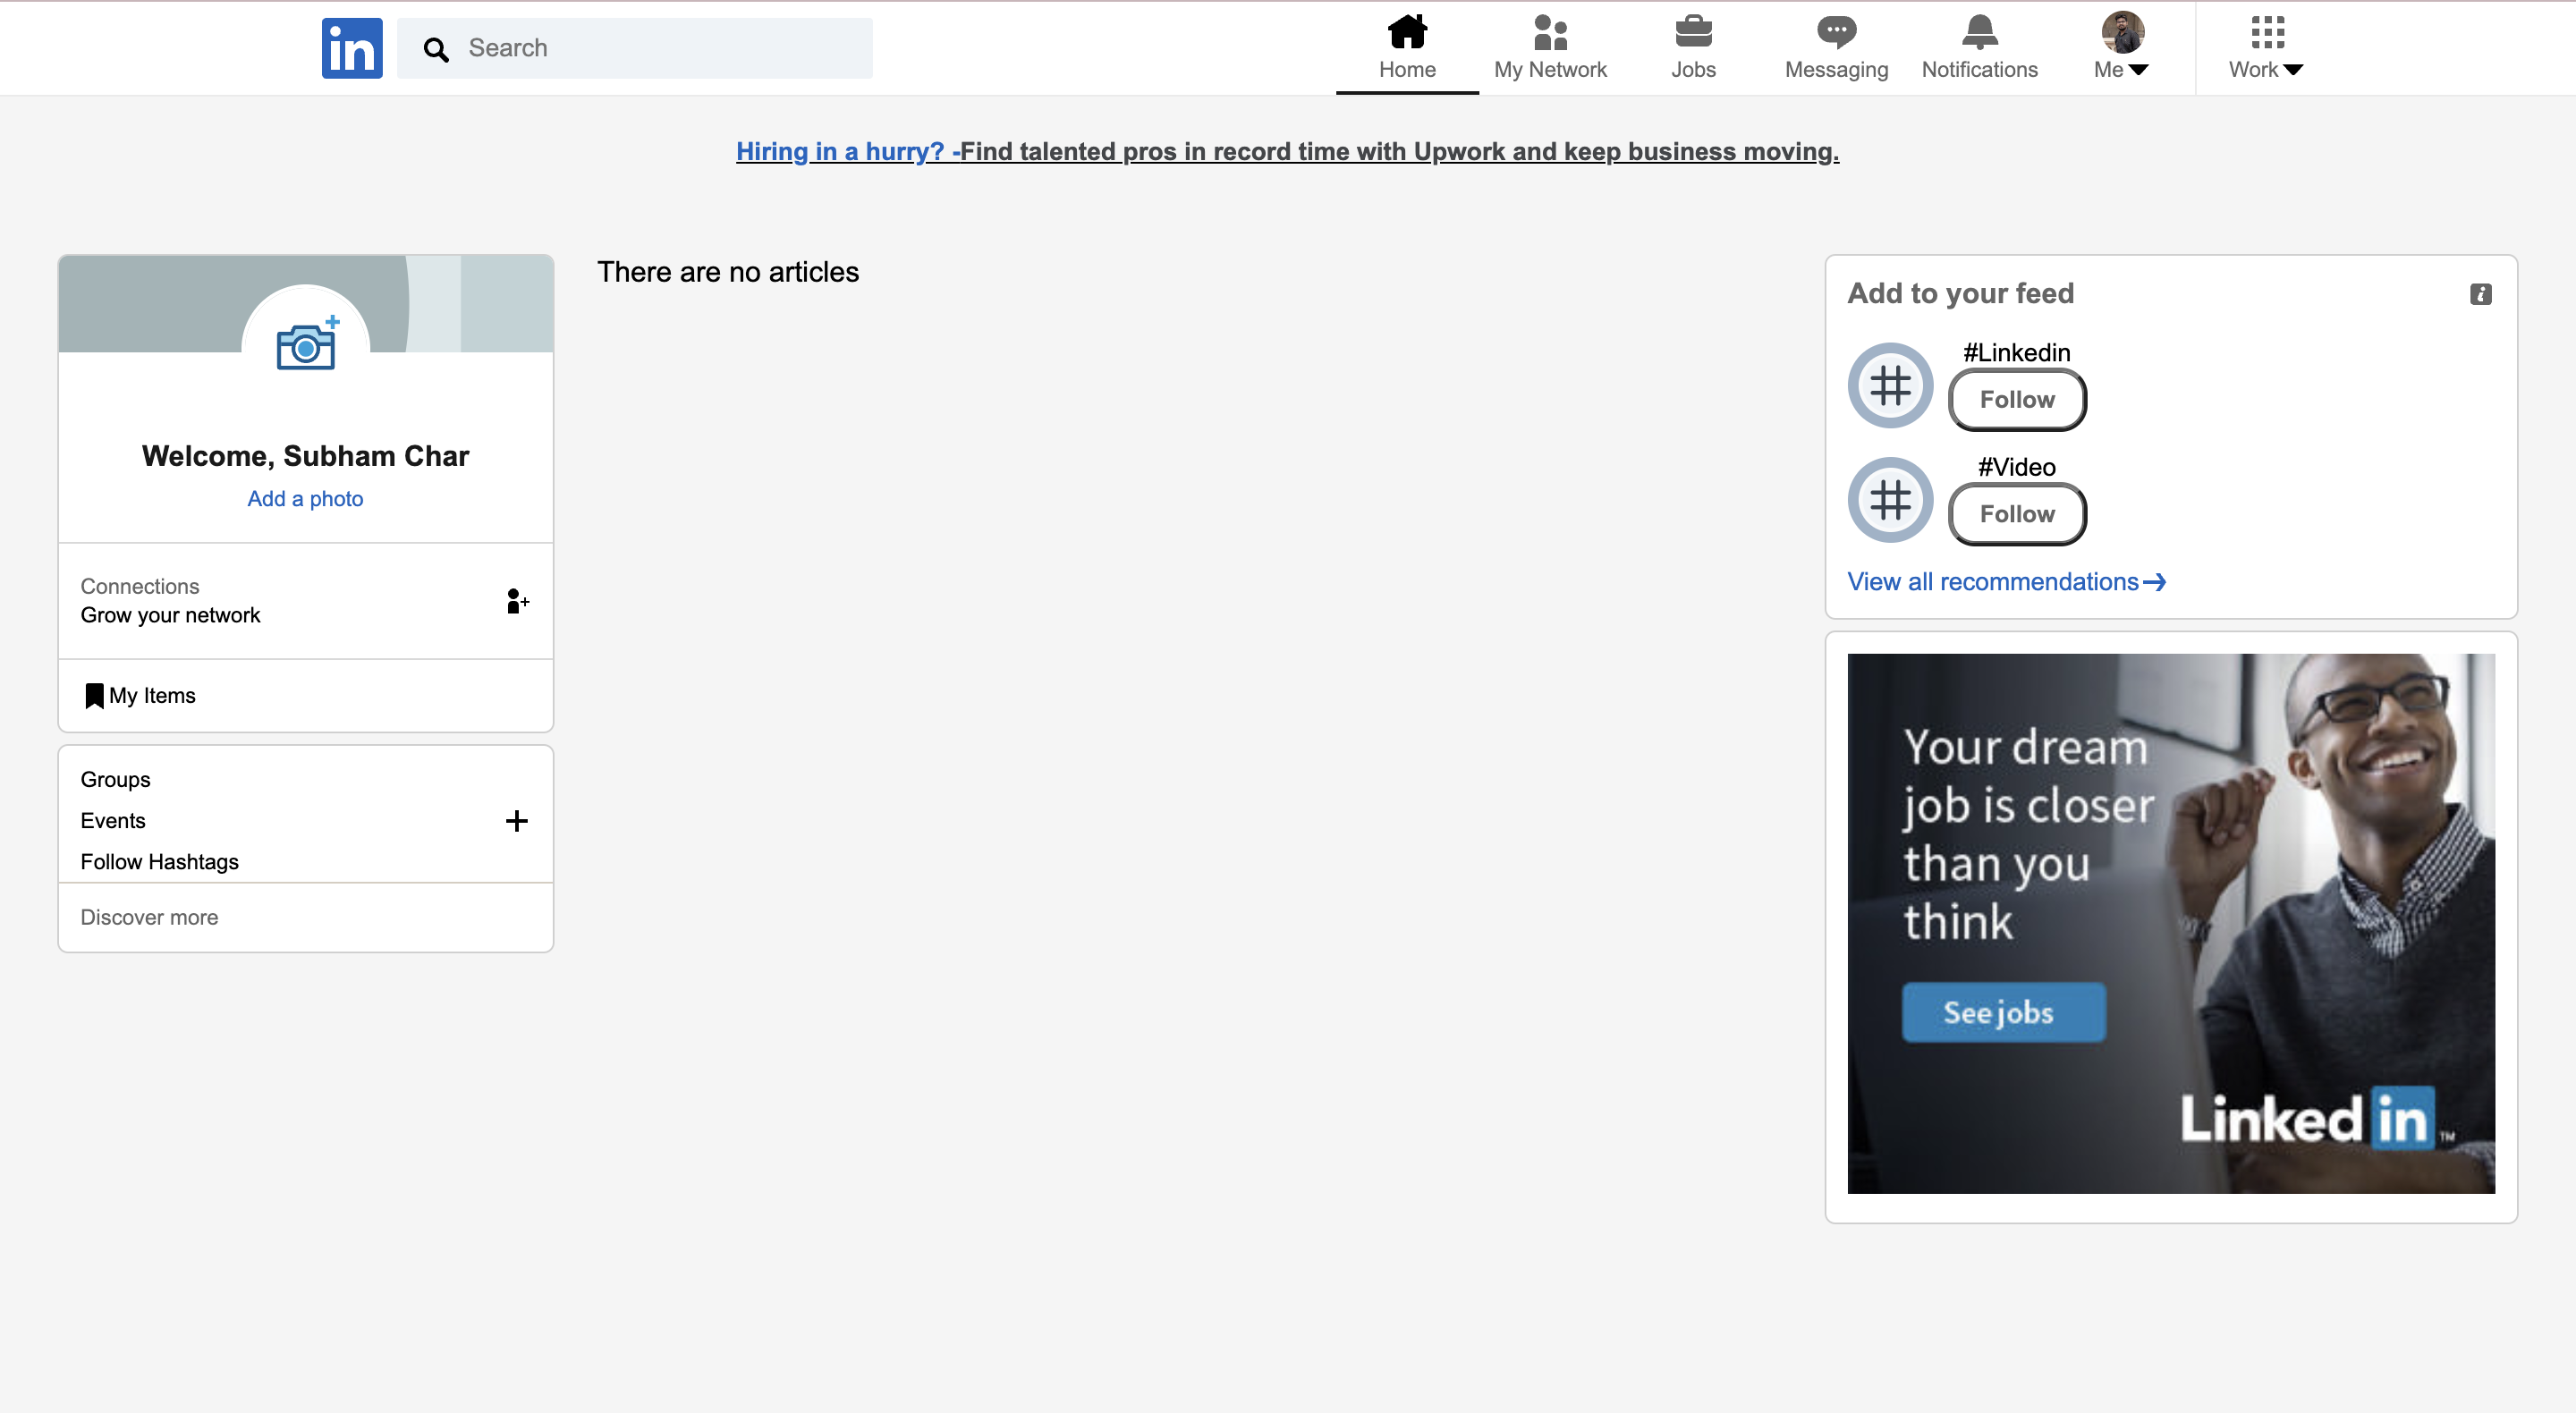 in
Search
Home
My Network
Jobs
Messaging
Notifications
Me
Work
Hiring in a hurry? -Find talented pros in record time with Upwork and keep business moving.
Welcome, Subham Char
Add a photo
Connections
Grow your network
My Items
Groups
Events
Follow Hashtags
Discover more
There are no articles
Add to your feed
#Linkedin
Follow
#Video
Follow
View all recommendations
Your dream
job is closer
than you
think
See jobs
Linked in ™